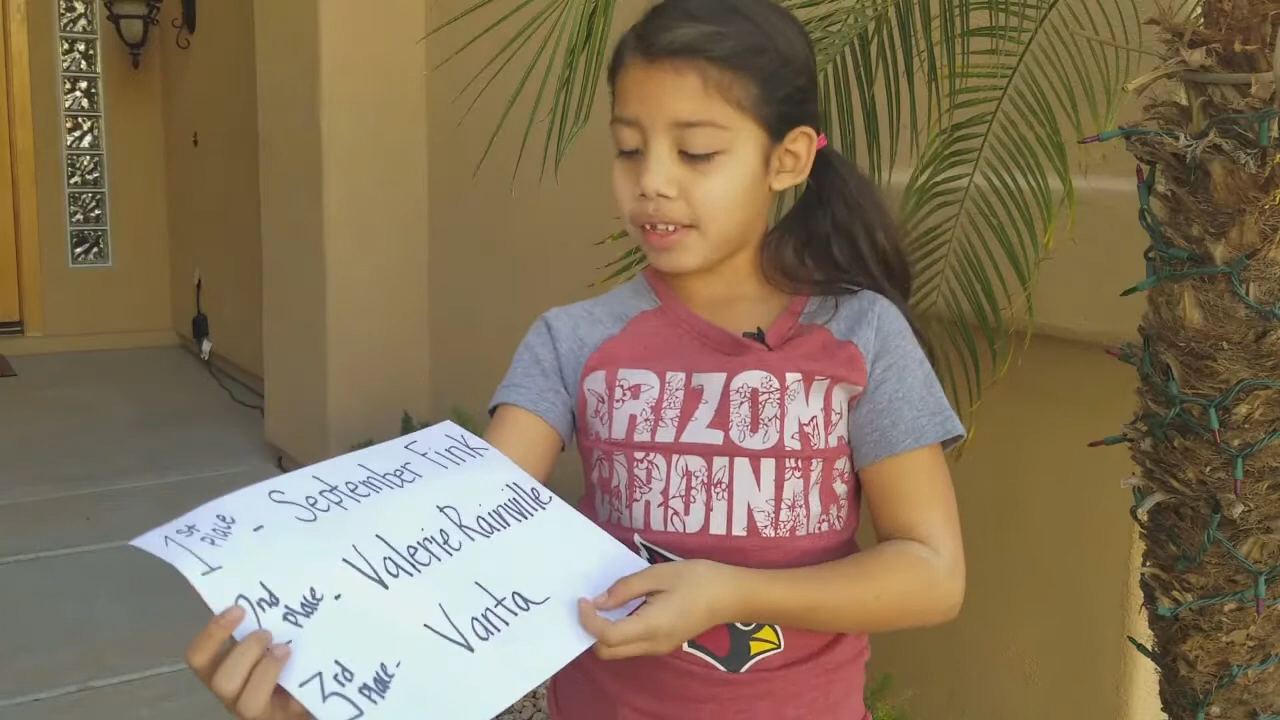 1st Place - September Fink
2nd Place - Valerie Rainville
3rd Place - Vanta
ARIZONA
CARDINALS